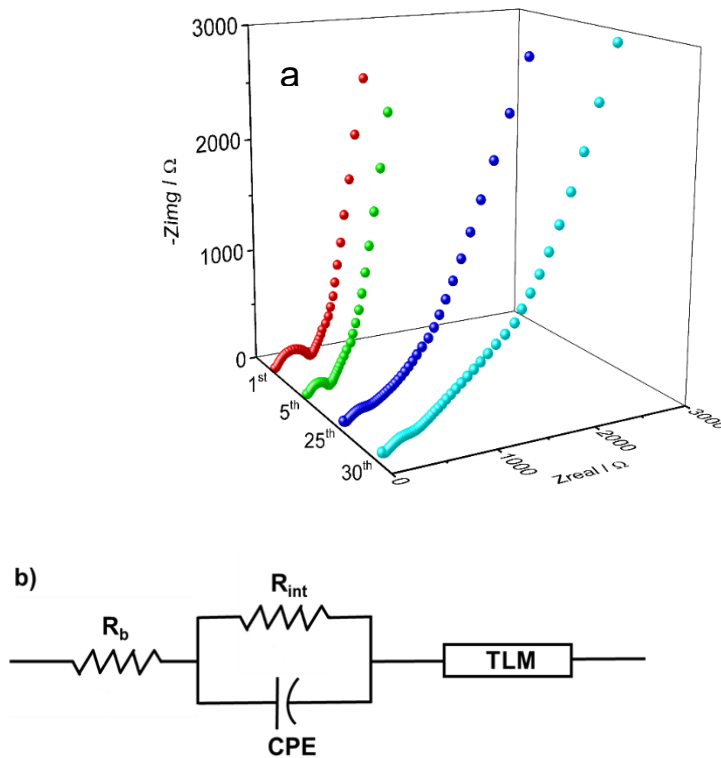 a
-Zimg / Ω
3000
2000
1000
0
1st
5th
25th
30th
0
1000
2000
3000
Zreal / Ω
b)
Rb
Rint
CPE
TLM